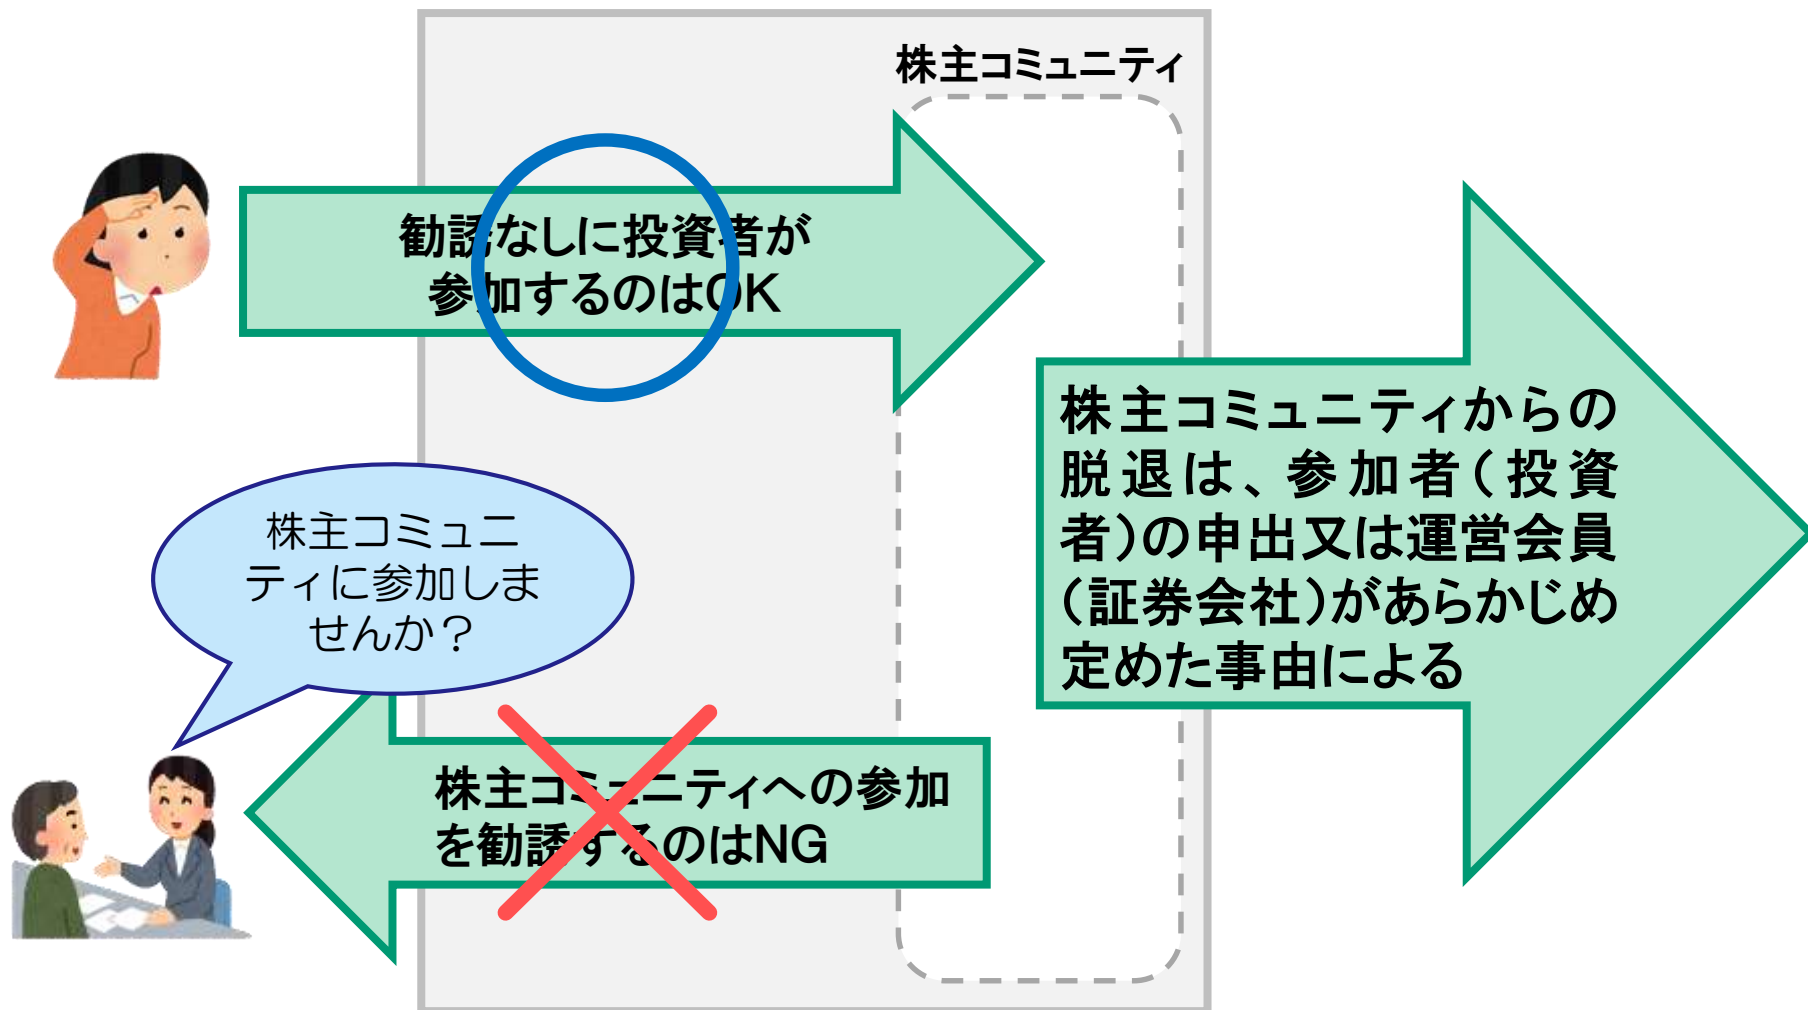 株主コミュニティ
勧誘なしに投資者が
参加するのはOK
株主コミュニティからの
脱退は、参加者(投資
者)の申出又は運営会員
(証券会社)があらかじめ
定めた事由による
株主コミュニ
ティに参加しま
せんか？
株主コミュニティへの参加
を勧誘するのはNG